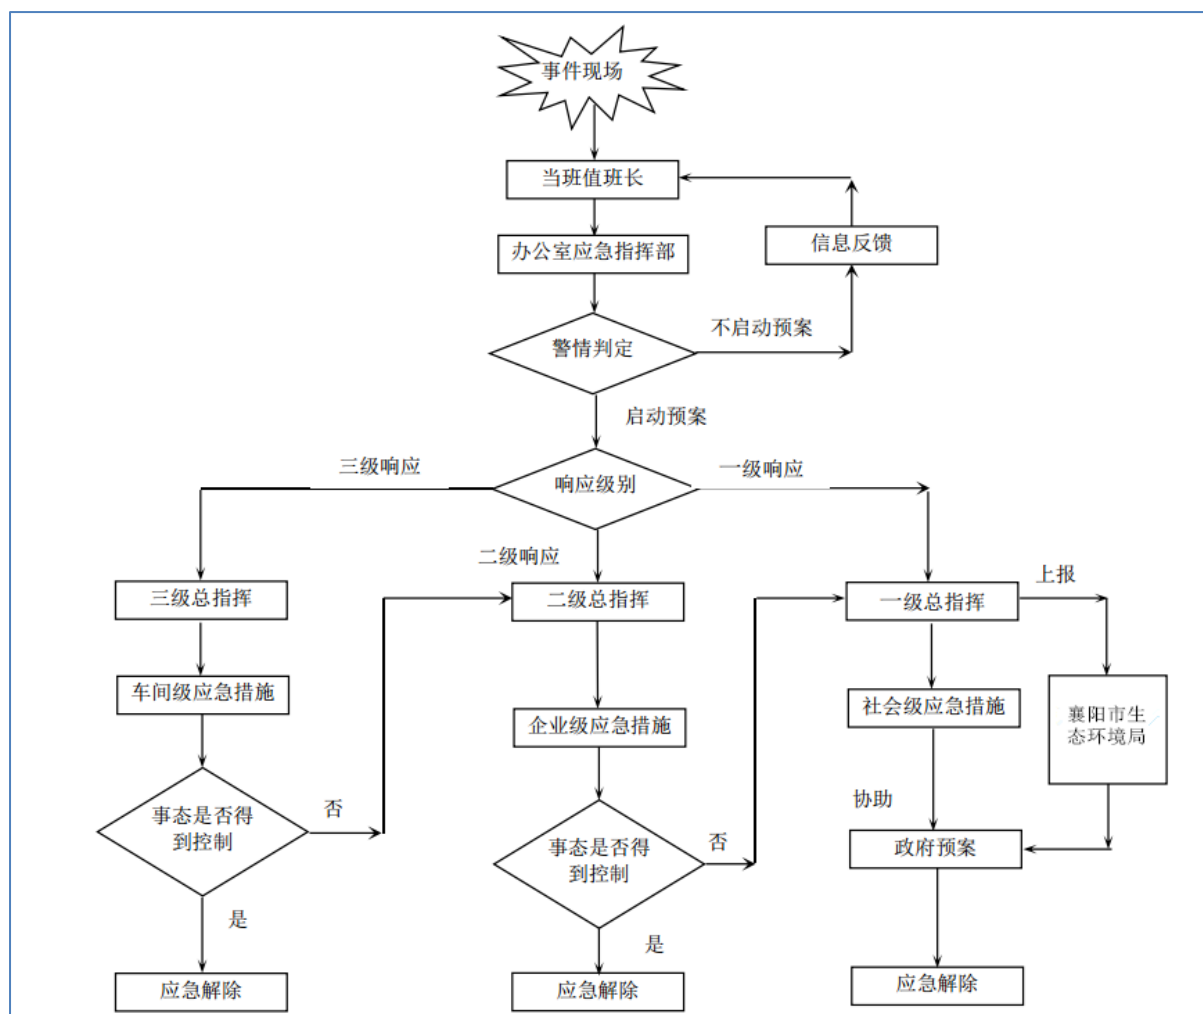 事件现场
当班值班长
信息反馈
办公室应急指挥部
不启动预案
警情判定
启动预案
三级响应
一级响应
响应级别
二级响应
上报
三级总指挥
二级总指挥
一级总指挥
车间级应急措施
社会级应急措施
襄阳市生
态环境局
企业级应急措施
协助
否
事态是否得
到控制
否
事态是否得
到控制
政府预案
是
是
应急解除
应急解除
应急解除